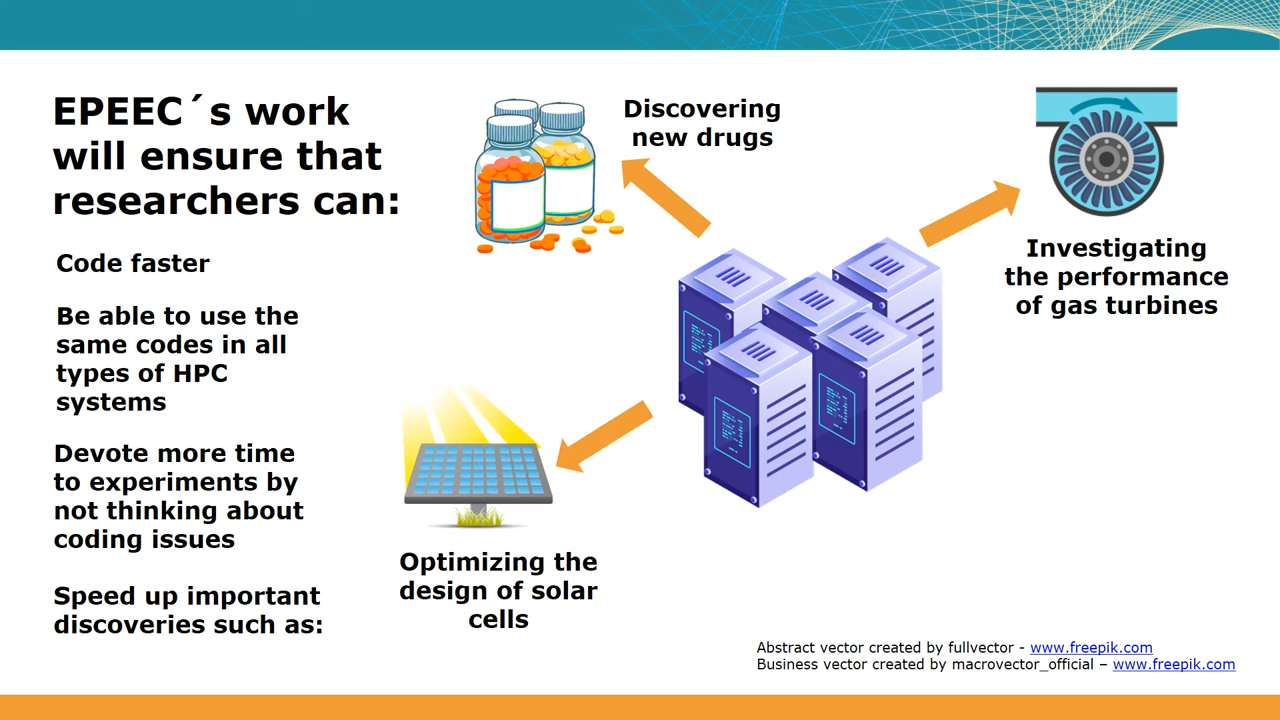 EPEEC´s work
will ensure that
researchers can:
Code faster
Be able to use the
same codes in all
types of HPC
systems
Devote more time
to experiments by
not thinking about
coding issues
Speed up important
discoveries such as:
Discovering
new drugs
Investigating
the performance
of gas turbines
Optimizing the
design of solar
cells
Abstract vector created by fullvector - www.freepik.com
Business vector created by macrovector_official – www.freepik.com